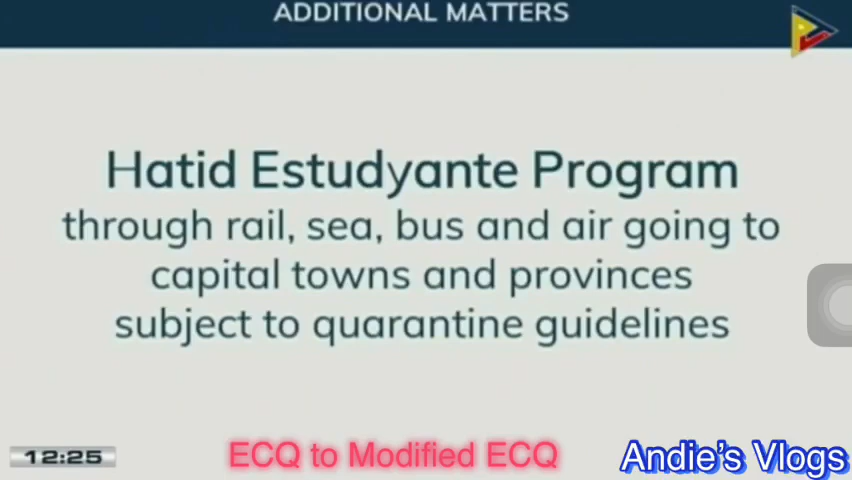 ADDITIONAL MATTERS
Hatid Estudyante Program
through rail, sea, bus and air going to
capital towns and provinces
subject to quarantine guidelines
12:25
ECQ to Modified ECQ
Andie's Vlogs